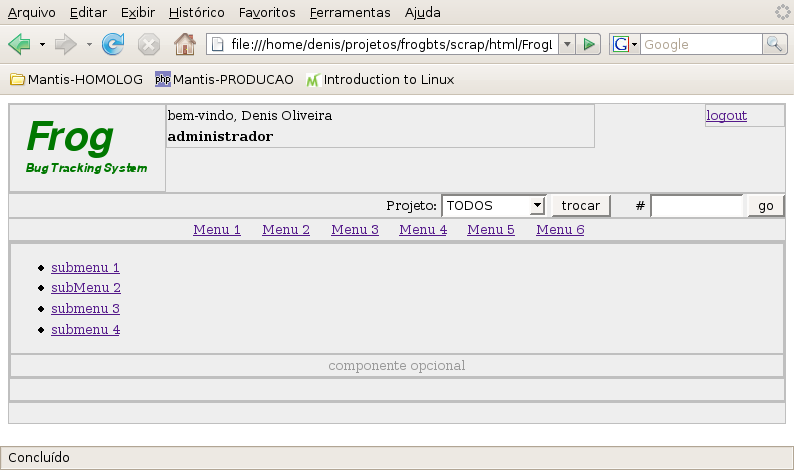 Arquivo Editar Exibir Histórico Favoritos Ferramentas Ajuda
file:///home/denis/projetos/frogbts/scrap/html/FrogL
G Google
Mantis-HOMOLOG php Mantis-PRODUCAO Introduction to Linux
Frog
Bug Tracking System
bem-vindo, Denis Oliveira
administrador
logout
Projeto: TODOS trocar # go
Menu 1 Menu 2 Menu 3 Menu 4 Menu 5 Menu 6
submenu 1
subMenu 2
submenu 3
submenu 4
componente opcional
Concluído